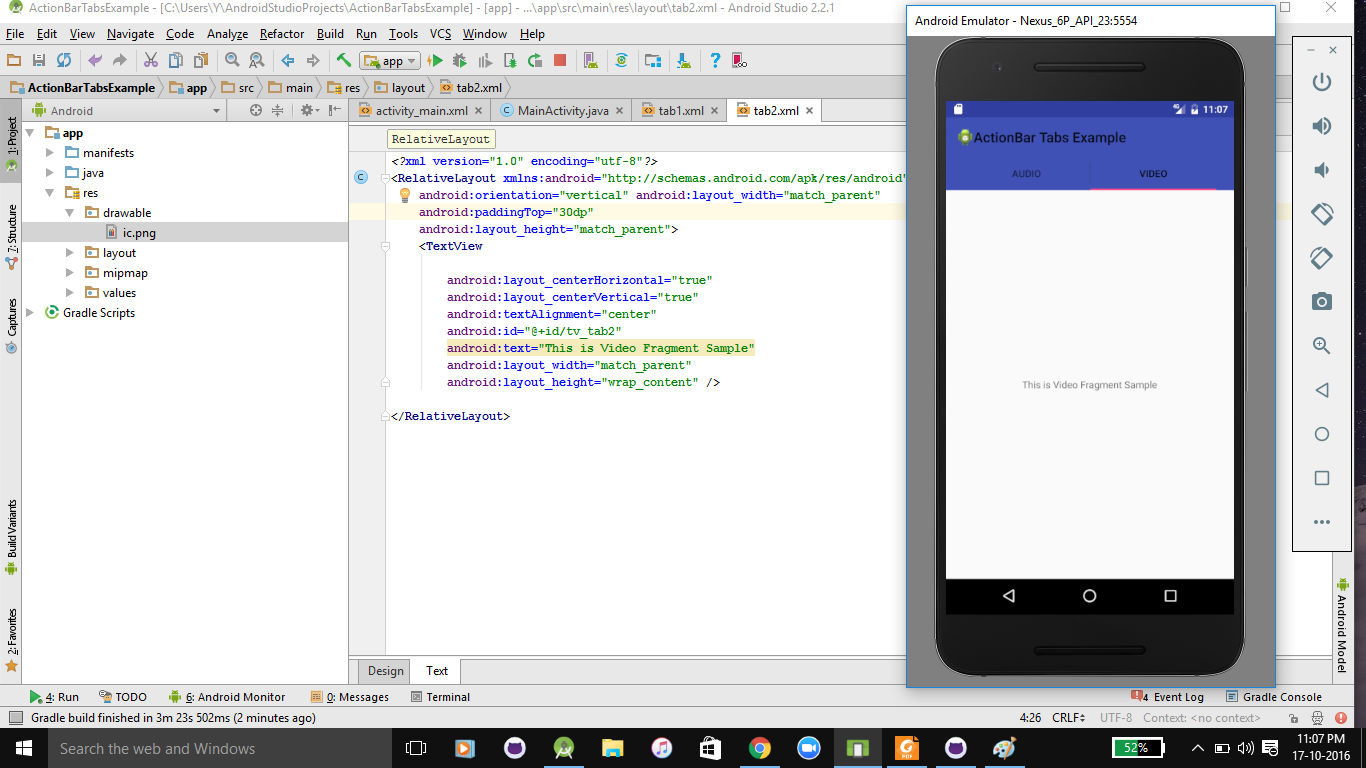 ActionBarTabsExample - [C:\Users\Y\AndroidStudioProjects\ActionBarTabsExample] - [app] - ...\app\src\main\res\layout\tab2.xml - Android Studio 2.2.1
File Edit View Navigate Code Analyze Refactor Build Run Tools VCS Window Help
app
ActionBarTabsExample app src main res layout tab2.xml
Android
activity_main.xml MainActivity.java tab1.xml tab2.xml
1: Project
7: Structure
Captures
Build Variants
2: Favorites
app
manifests
java
res
drawable
ic.png
layout
mipmap
values
Gradle Scripts
RelativeLayout
<?xml version="1.0" encoding="utf-8"?>
<RelativeLayout xmlns:android="http://schemas.android.com/apk/res/android"
android:orientation="vertical" android:layout_width="match_parent"
android:paddingTop="30dp"
android:layout_height="match_parent">
<TextView
android:layout_centerHorizontal="true"
android:layout_centerVertical="true"
android:textAlignment="center"
android:id="@+id/tv_tab2"
android:text="This is Video Fragment Sample"
android:layout_width="match_parent"
android:layout_height="wrap_content" />
</RelativeLayout>
Design Text
Android Emulator - Nexus_6P_API_23:5554
11:07
ActionBar Tabs Example
AUDIO VIDEO
This is Video Fragment Sample
Android Model
4: Run TODO 6: Android Monitor 0: Messages Terminal 4 Event Log Gradle Console
Gradle build finished in 3m 23s 502ms (2 minutes ago) 4:26 CRLF UTF-8 Context: <no context>
Search the web and Windows
52%
11:07 PM
17-10-2016